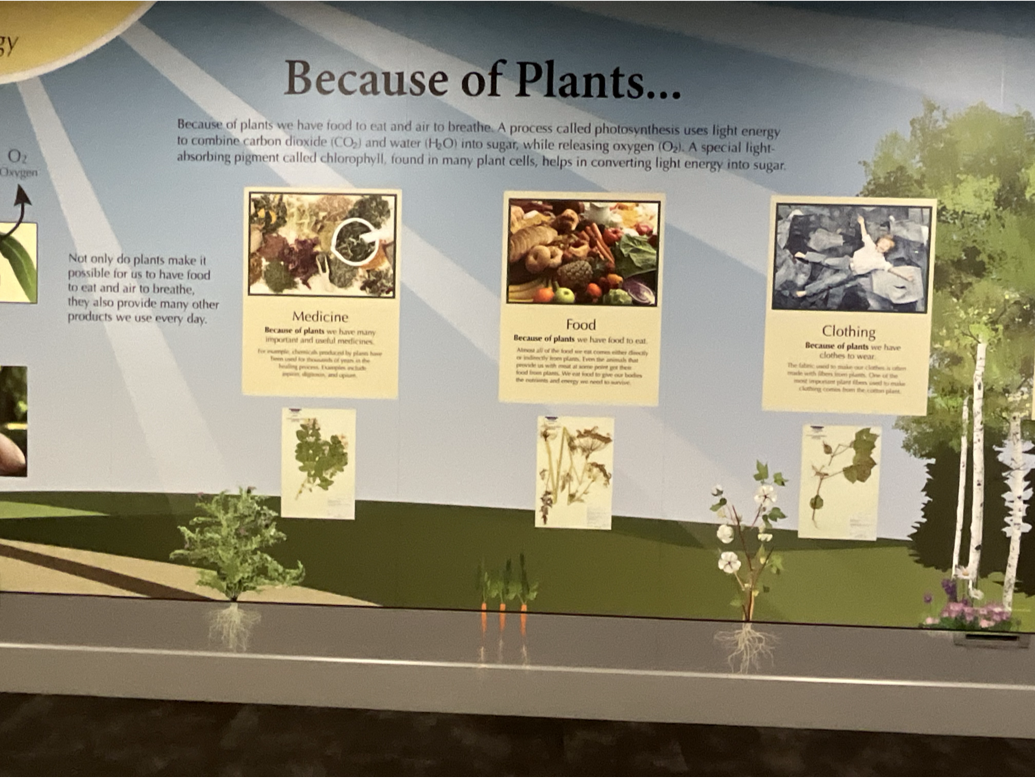 gy
Because of Plants...
Because of plants we have food to eat and air to breathe. A process called photosynthesis uses light energy
to combine carbon dioxide (CO₂) and water (H₂O) into sugar, while releasing oxygen (O₂). A special light-
absorbing pigment called chlorophyll, found in many plant cells, helps in converting light energy into sugar.
O₂
Oxygen
Not only do plants make it
possible for us to have food
to eat and air to breathe,
they also provide many other
products we use every day.
Medicine
Because of plants we have many
important and useful medicines.
For example, chemicals produced by plants have
been used for thousands of years in the
healing process. Examples include
aspirin, digitoxin, and opium.
Food
Because of plants we have food to eat.
Almost all of the food we eat comes either directly
or indirectly from plants. Even the animals that
provide us with meat at some point get their
food from plants. We eat food to give our bodies
the nutrients and energy we need to survive.
Clothing
Because of plants we have
clothes to wear.
The fabric used to make our clothes is often
made with fibers from plants. One of the
most important plant fibers used to make
clothing comes from the cotton plant.